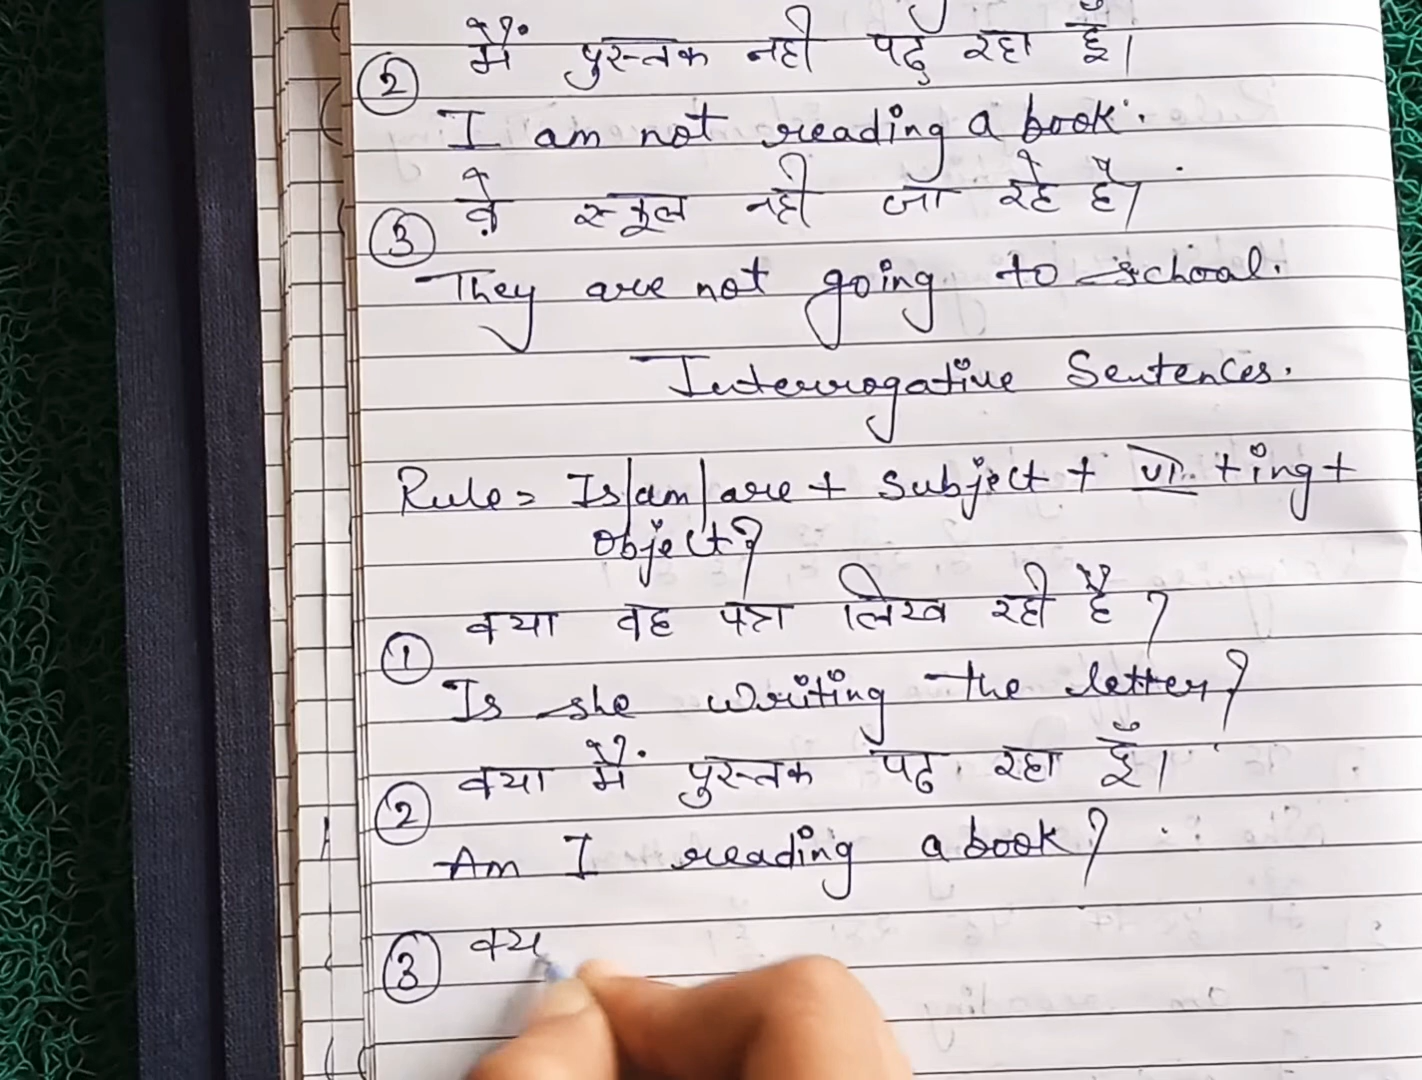 ② मैं पुस्तक नही पढ़ रहा हूँ।
I am not reading a book.
③ वे स्कूल नही जा रहे है।
They are not going to school.
Interrogative Sentences.
Rule = Is/am/are + Subject + VI + ing +
object?
① क्या वह पत्र लिख रही है ?
Is she writing the letter?
② क्या मैं पुस्तक पढ़ रहा हूँ।
Am I reading a book?
③ क्य